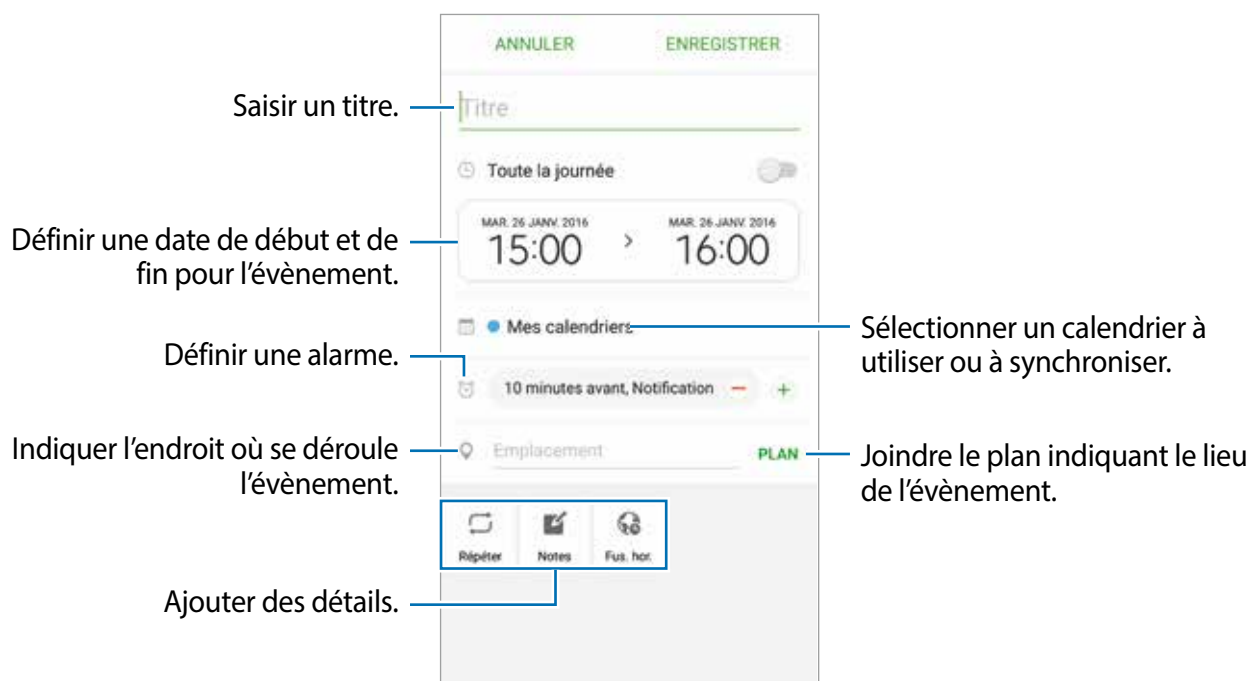 ANNULER ENREGISTRER
Saisir un titre.
Titre
Toute la journée
Définir une date de début et de
fin pour l'évènement.
MAR. 26 JANV. 2016 MAR. 26 JANV. 2016
15:00 > 16:00
Mes calendriers
Sélectionner un calendrier à
utiliser ou à synchroniser.
Définir une alarme.
10 minutes avant, Notification
Indiquer l'endroit où se déroule
l'évènement.
Emplacement PLAN
Joindre le plan indiquant le lieu
de l'évènement.
Répéter Notes Fus. hor.
Ajouter des détails.